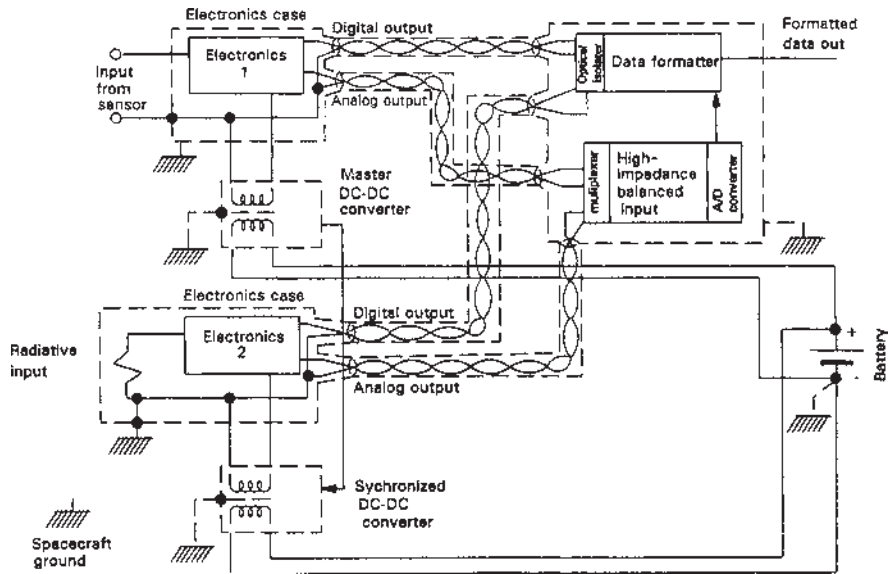 Electronics case
Digital output
Formatted
data out
Electronics
1
Optical isolater
Data formatter
Input
from
sensor
Analog output
Master
DC-DC
converter
muliplexer
High-
impedance
balanced
input
A/D
converter
Electronics case
Digital output
Radiative
input
Electronics
2
Analog output
+
Battery
Sychronized
DC-DC
converter
Spacecraft
ground